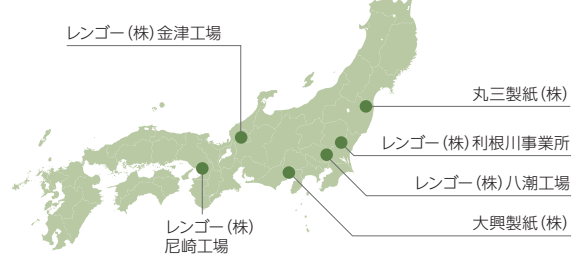 レンゴー(株)金津工場
丸三製紙(株)
レンゴー(株)利根川事業所
レンゴー(株)八潮工場
大興製紙(株)
レンゴー(株)
尼崎工場